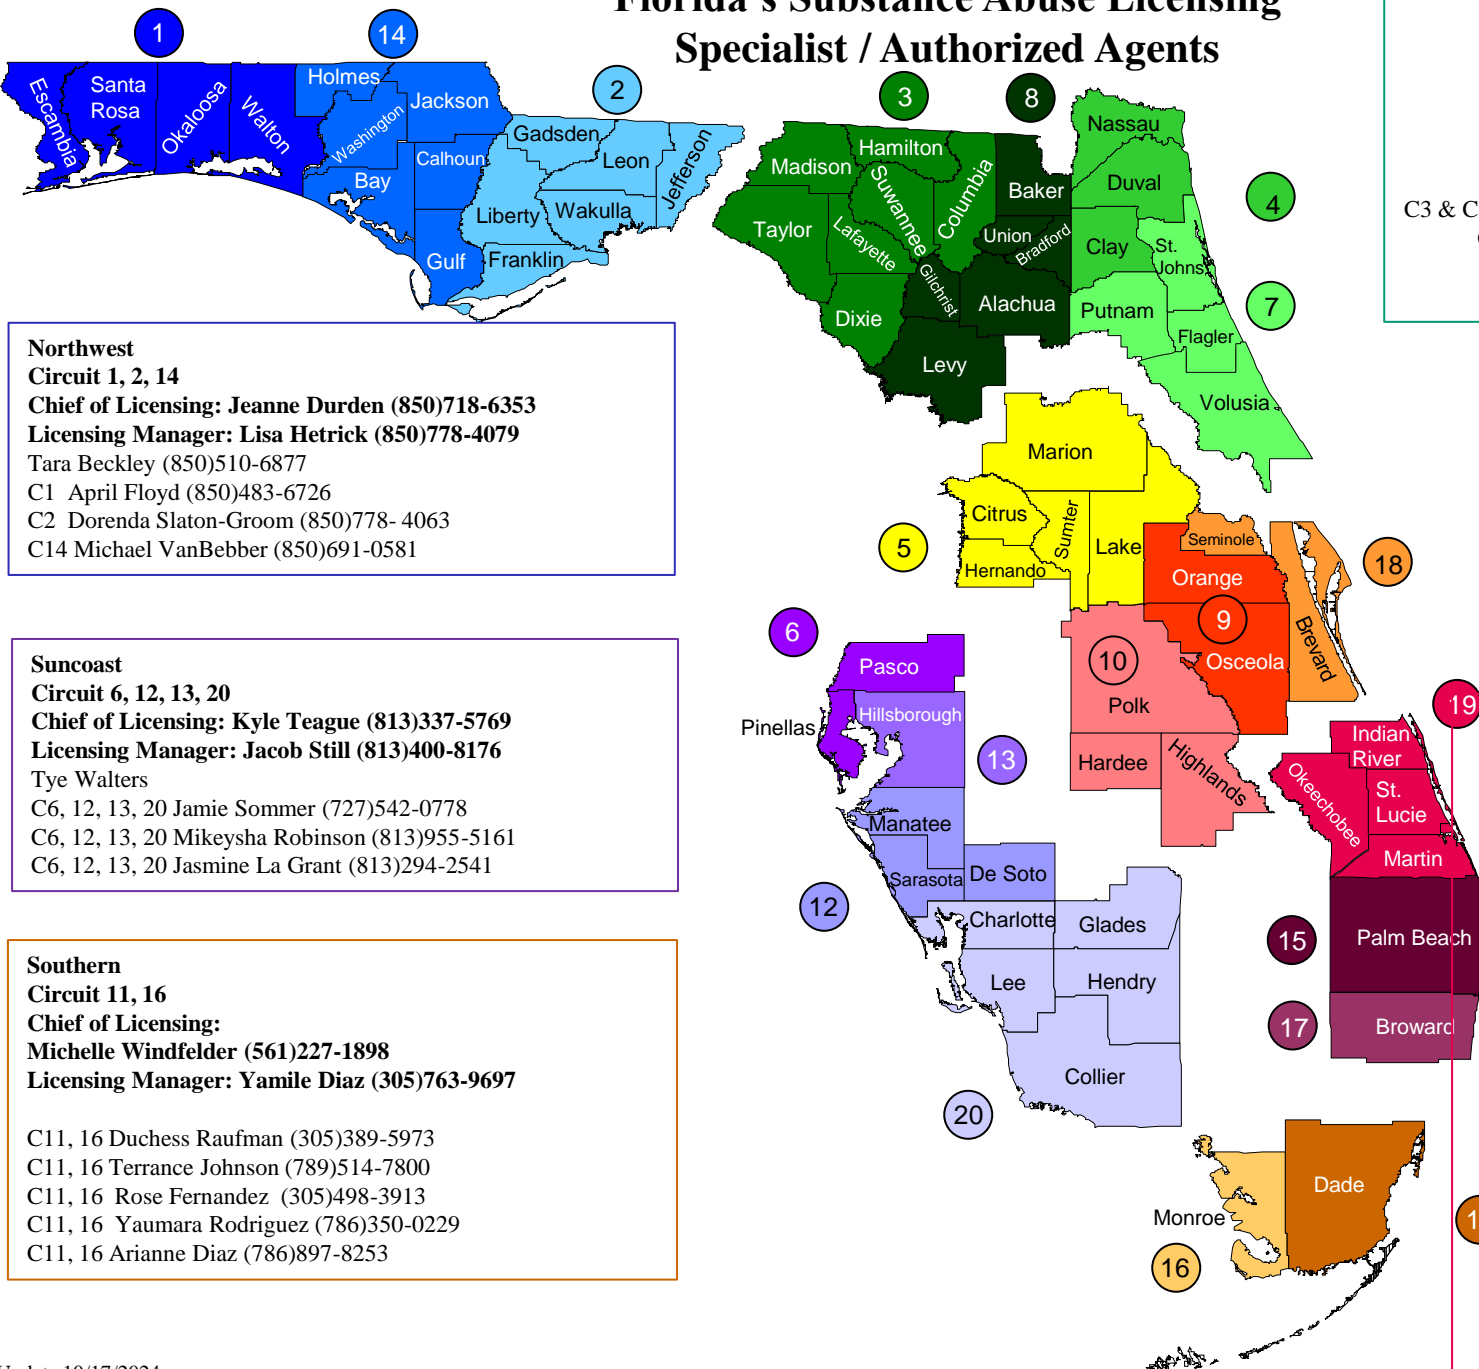 Florida's Substance Abuse Licensing
Specialist / Authorized Agents
1
14
2
3
8
4
7
Escambia
Santa
Rosa
Okaloosa
Walton
Holmes
Washington
Jackson
Bay
Calhoun
Gulf
Gadsden
Leon
Jefferson
Liberty
Wakulla
Franklin
Madison
Hamilton
Suwannee
Columbia
Taylor
Lafayette
Dixie
Baker
Union
Bradford
Gilchrist
Alachua
Levy
Nassau
Duval
Clay
St.
Johns
Putnam
Flagler
Volusia
C3 & C
Northwest
Circuit 1, 2, 14
Chief of Licensing: Jeanne Durden (850)718-6353
Licensing Manager: Lisa Hetrick (850)778-4079
Tara Beckley (850)510-6877
C1 April Floyd (850)483-6726
C2 Dorenda Slaton-Groom (850)778- 4063
C14 Michael VanBebber (850)691-0581
Marion
Citrus
Sumter
Lake
Hernando
5
Seminole
Orange
9
Osceola
Brevard
18
10
Polk
Hardee
Highlands
6
Pasco
Pinellas
Hillsborough
13
Manatee
Sarasota
De Soto
12
Charlotte
Glades
Lee
Hendry
Collier
20
19
Indian
River
Okeechobee
St.
Lucie
Martin
15
Palm Beach
17
Broward
Dade
Monroe
16
1
Suncoast
Circuit 6, 12, 13, 20
Chief of Licensing: Kyle Teague (813)337-5769
Licensing Manager: Jacob Still (813)400-8176
Tye Walters
C6, 12, 13, 20 Jamie Sommer (727)542-0778
C6, 12, 13, 20 Mikeysha Robinson (813)955-5161
C6, 12, 13, 20 Jasmine La Grant (813)294-2541
Southern
Circuit 11, 16
Chief of Licensing:
Michelle Windfelder (561)227-1898
Licensing Manager: Yamile Diaz (305)763-9697
C11, 16 Duchess Raufman (305)389-5973
C11, 16 Terrance Johnson (789)514-7800
C11, 16 Rose Fernandez (305)498-3913
C11, 16 Yaumara Rodriguez (786)350-0229
C11, 16 Arianne Diaz (786)897-8253
10/17/2024